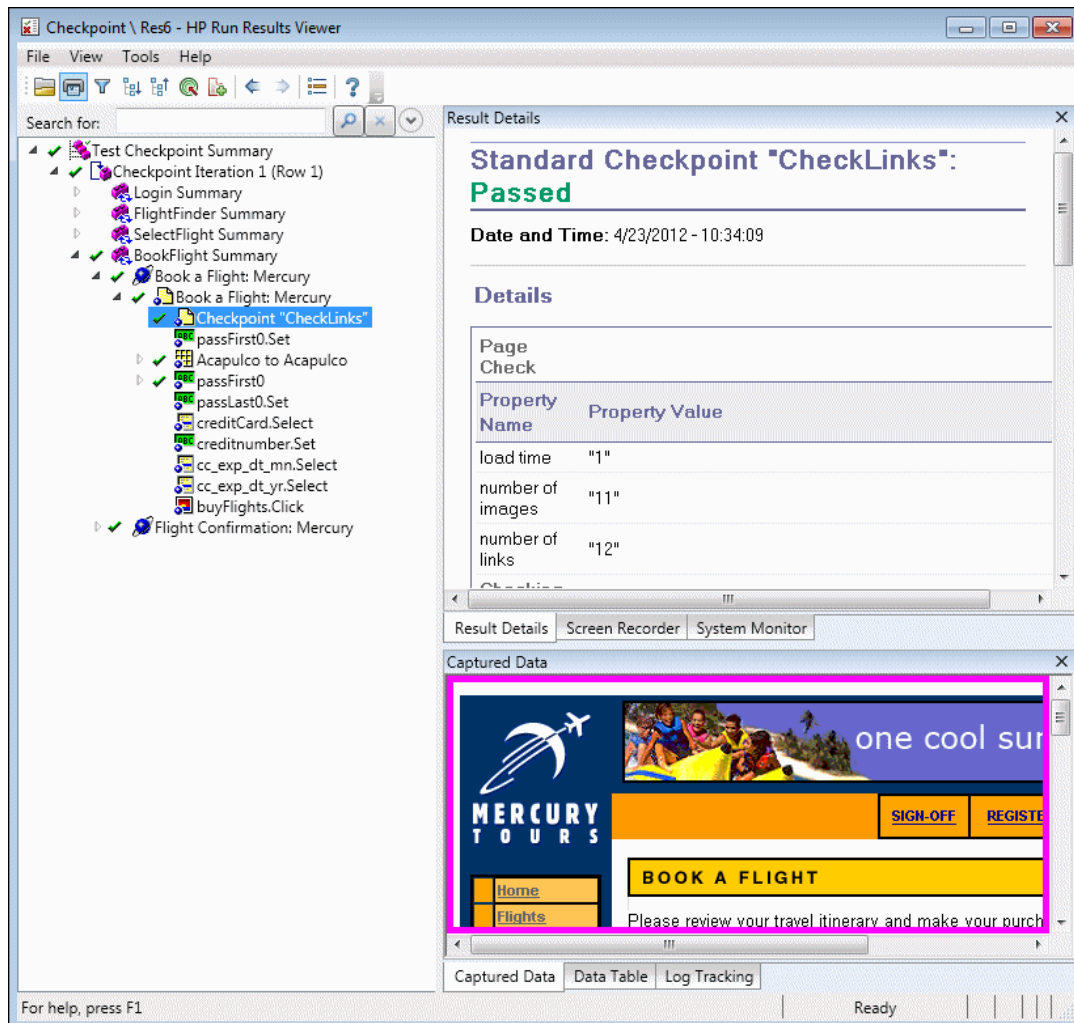 Checkpoint \ Res6 - HP Run Results Viewer
File View Tools Help
Search for:
Test Checkpoint Summary
Checkpoint Iteration 1 (Row 1)
Login Summary
FlightFinder Summary
SelectFlight Summary
BookFlight Summary
Book a Flight: Mercury
Book a Flight: Mercury
Checkpoint "CheckLinks"
passFirst0.Set
Acapulco to Acapulco
passFirst0
passLast0.Set
creditCard.Select
creditnumber.Set
cc_exp_dt_mn.Select
cc_exp_dt_yr.Select
buyFlights.Click
Flight Confirmation: Mercury
Result Details
Standard Checkpoint "CheckLinks":
Passed
Date and Time: 4/23/2012 - 10:34:09
Details
Page
Check
Property
Name
Property Value
load time "1"
number of
images
"11"
number of
links
"12"
Result Details Screen Recorder System Monitor
Captured Data
one cool sur
MERCURY
TOURS
SIGN-OFF REGISTE
BOOK A FLIGHT
Home
Flights
Please review your travel itinerary and make your purch
Captured Data Data Table Log Tracking
For help, press F1
Ready